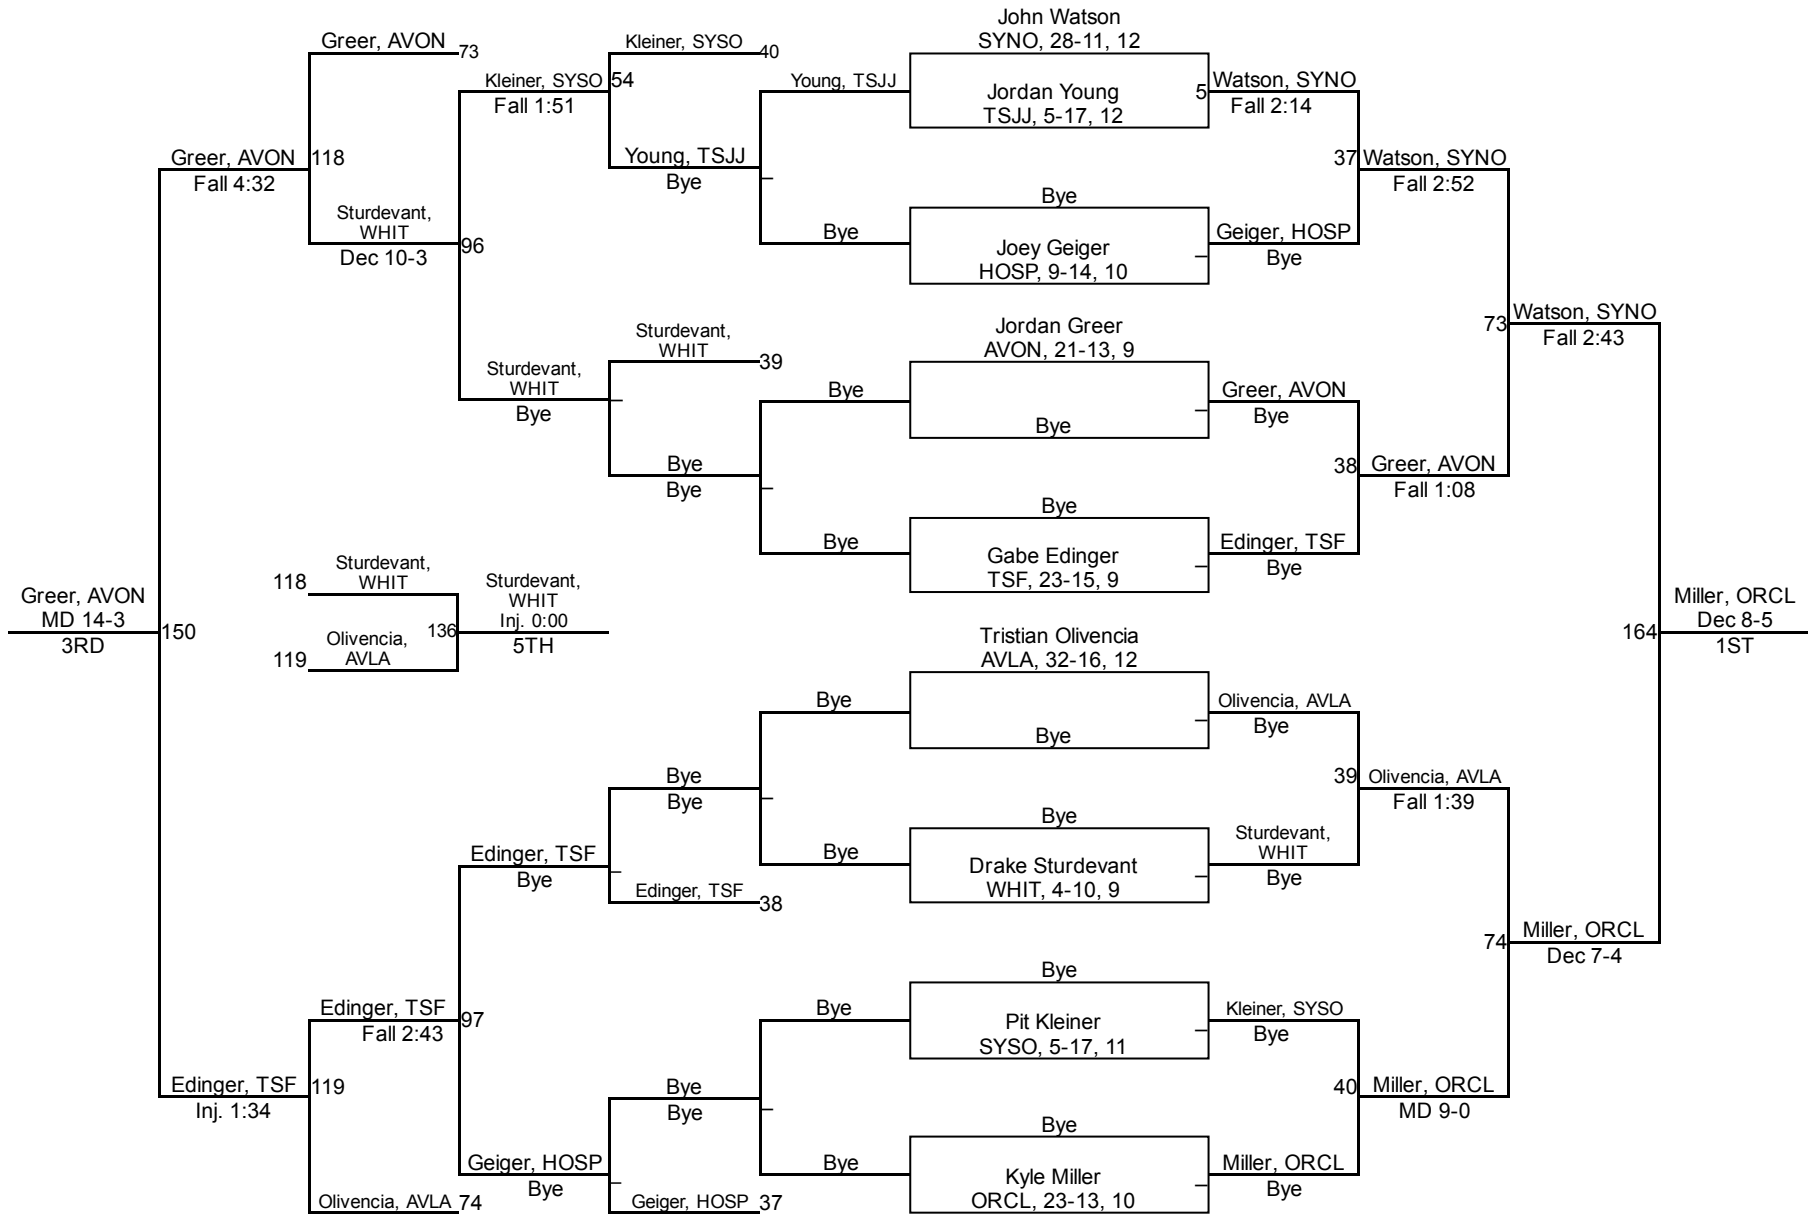 John Watson
SYNO, 28-11, 12
Greer, AVON
73
Kleiner, SYSO
40
Kleiner, SYSO
54
Fall 1:51
Young, TSJJ
Jordan Young
TSJJ, 5-17, 12
5
Watson, SYNO
Fall 2:14
Greer, AVON
118
Fall 4:32
Young, TSJJ
Bye
37
Watson, SYNO
Fall 2:52
Sturdevant,
WHIT
Dec 10-3
96
Bye
Bye
Joey Geiger
HOSP, 9-14, 10
Geiger, HOSP
Bye
Watson, SYNO
73
Fall 2:43
Sturdevant,
WHIT
39
Jordan Greer
AVON, 21-13, 9
Sturdevant,
WHIT
Bye
Bye
Bye
Greer, AVON
Bye
Bye
Bye
38
Greer, AVON
Fall 1:08
Bye
Bye
Gabe Edinger
TSF, 23-15, 9
Edinger, TSF
Bye
118
Sturdevant,
WHIT
Sturdevant,
WHIT
Inj. 0:00
5TH
136
119
Olivencia,
AVLA
Greer, AVON
MD 14-3
3RD
150
Tristian Olivencia
AVLA, 32-16, 12
164
Miller, ORCL
Dec 8-5
1ST
Bye
Bye
Olivencia, AVLA
Bye
Bye
Bye
39
Olivencia, AVLA
Fall 1:39
Edinger, TSF
Bye
Bye
Bye
Drake Sturdevant
WHIT, 4-10, 9
Sturdevant,
WHIT
Bye
Edinger, TSF
38
74
Miller, ORCL
Dec 7-4
Edinger, TSF
97
Fall 2:43
Bye
Bye
Pit Kleiner
SYSO, 5-17, 11
Kleiner, SYSO
Bye
Edinger, TSF
119
Inj. 1:34
Bye
Bye
40
Miller, ORCL
MD 9-0
Geiger, HOSP
Bye
Bye
Bye
Kyle Miller
ORCL, 23-13, 10
Miller, ORCL
Bye
Olivencia, AVLA
74
Geiger, HOSP
37